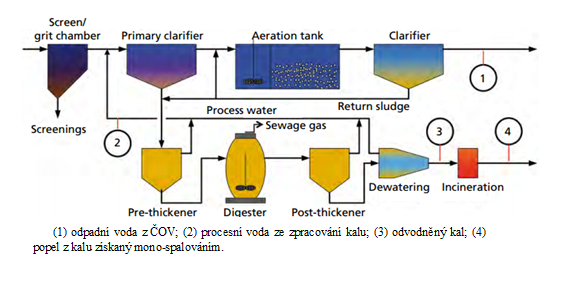 Screen/
grit chamber
Primary clarifier
Aeration tank
Clarifier
1
Return sludge
Process water
Screenings
2
Sewage gas
3
4
Dewatering
Incineration
Pre-thickener
Digester
Post-thickener
(1) odpadní voda z ČOV; (2) procesní voda ze zpracování kalu; (3) odvodněný kal; (4)
popel z kalu získaný mono-spalováním.